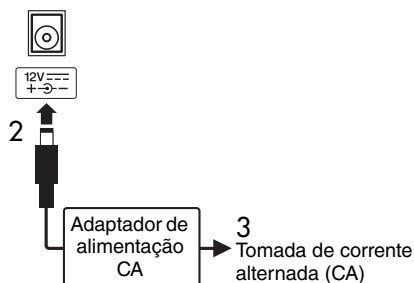 12V
+ -
2
Adaptador de
alimentação
CA
3
Tomada de corrente
alternada (CA)